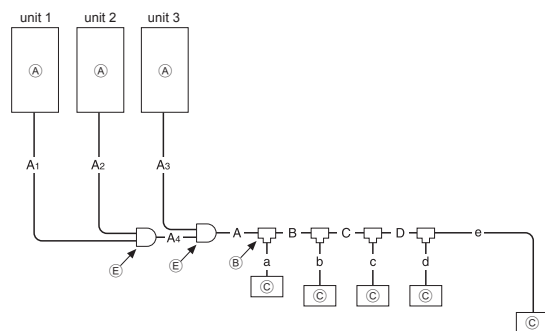 unit 1 unit 2 unit 3
Ⓐ Ⓐ Ⓐ
A1 A2 A3
A4 A B C D e
Ⓔ Ⓔ Ⓑ a b c d
Ⓒ Ⓒ Ⓒ Ⓒ
Ⓒ